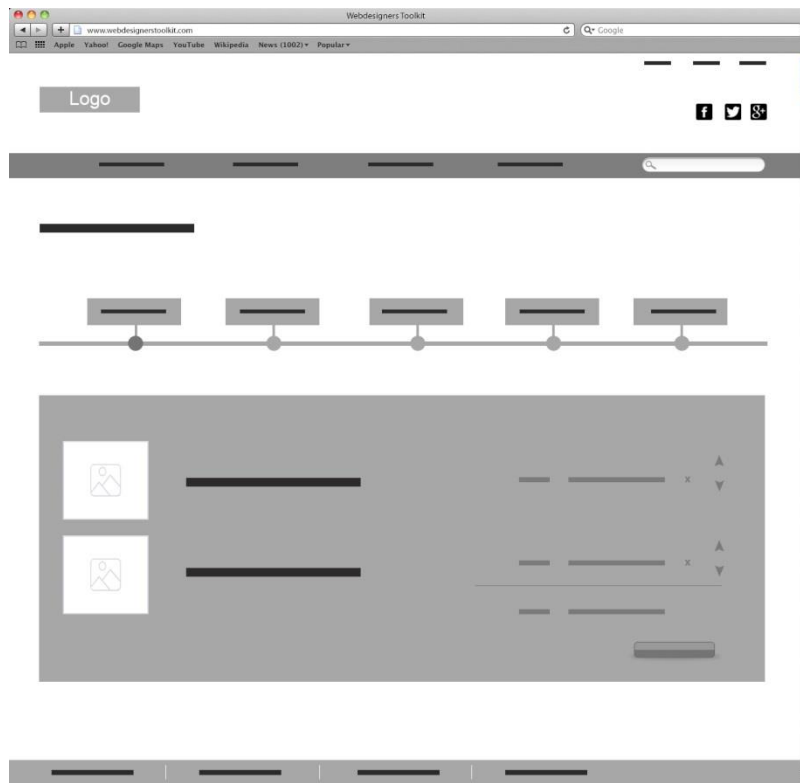 Webdesigners Toolkit
www.webdesignerstoolkit.com
Google
Apple Yahoo! Google Maps YouTube Wikipedia News (1002) Popular
Logo
f g+
x
x